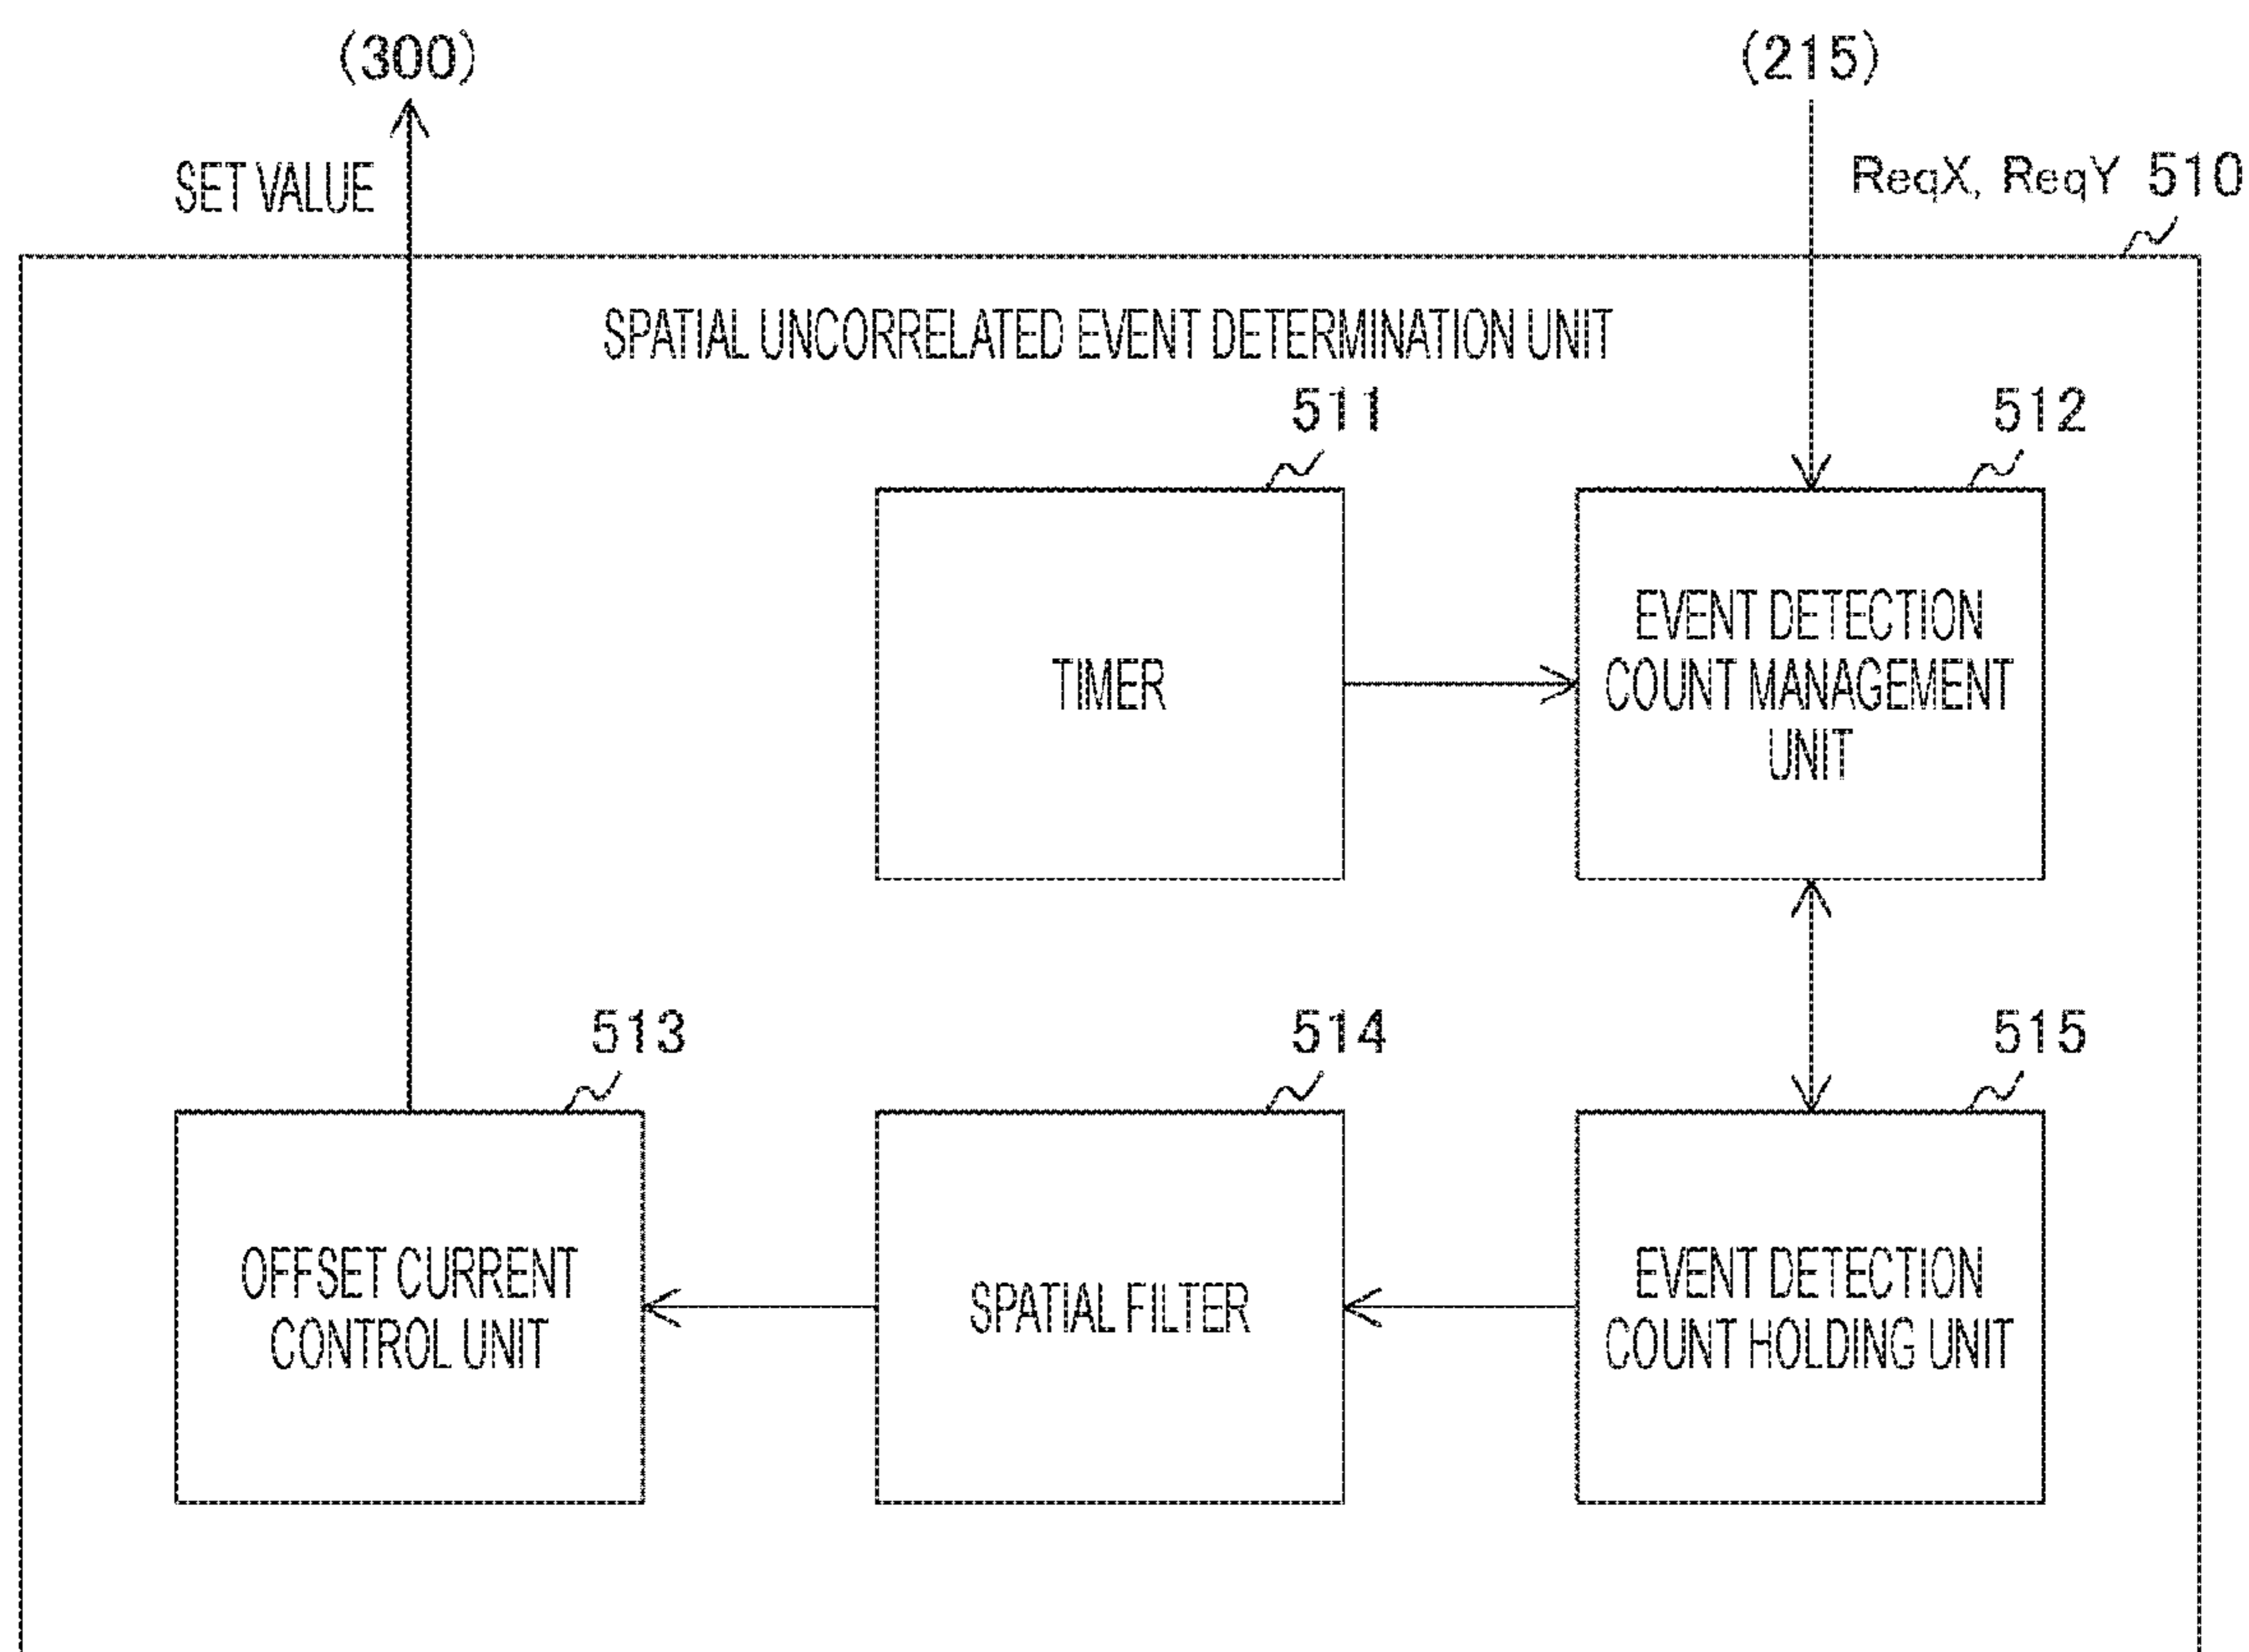 (300)
(215)
SET VALUE
ReqX, ReqY 510
SPATIAL UNCORRELATED EVENT DETERMINATION UNIT
511
512
TIMER
EVENT DETECTION
COUNT MANAGEMENT
UNIT
513
514
515
OFFSET CURRENT
CONTROL UNIT
SPATIAL FILTER
EVENT DETECTION
COUNT HOLDING UNIT